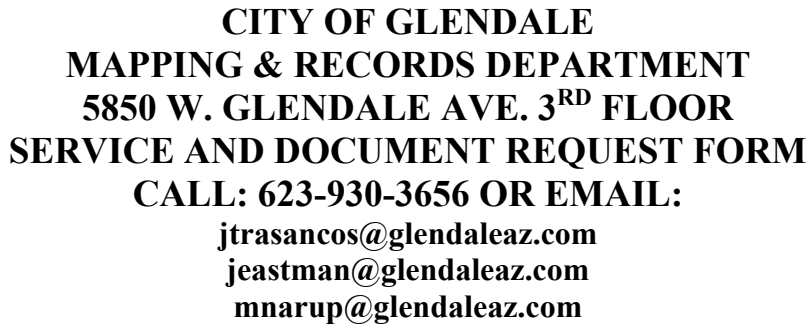 CITY OF GLENDALE
MAPPING & RECORDS DEPARTMENT
5850 W. GLENDALE AVE. 3RD FLOOR
SERVICE AND DOCUMENT REQUEST FORM
CALL: 623-930-3656 OR EMAIL:
jtrasancos@glendaleaz.com
jeastman@glendaleaz.com
mnarup@glendaleaz.com